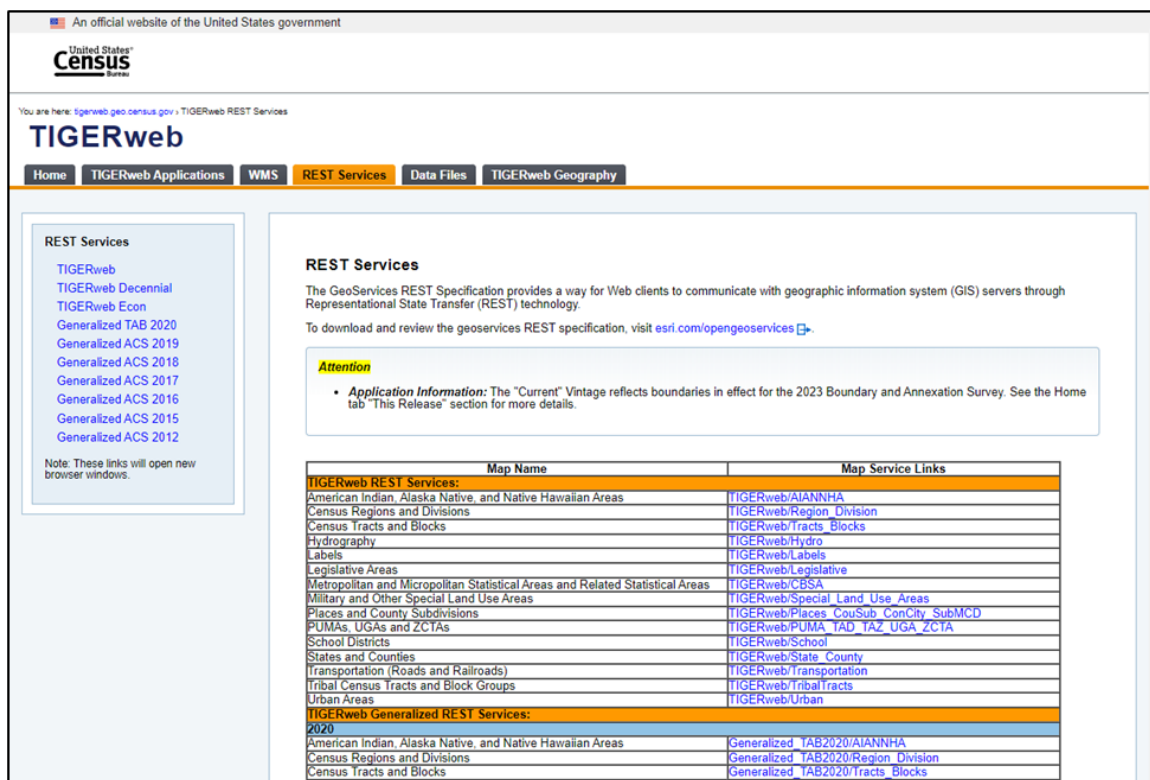 An official website of the United States government
United States®
Census
Bureau
You are here: tigerweb.geo.census.gov › TIGERweb REST Services
TIGERweb
Home TIGERweb Applications WMS REST Services Data Files TIGERweb Geography
REST Services
TIGERweb
TIGERweb Decennial
TIGERweb Econ
Generalized TAB 2020
Generalized ACS 2019
Generalized ACS 2018
Generalized ACS 2017
Generalized ACS 2016
Generalized ACS 2015
Generalized ACS 2012
Note: These links will open new
browser windows.
REST Services
The GeoServices REST Specification provides a way for Web clients to communicate with geographic information system (GIS) servers through
Representational State Transfer (REST) technology.
To download and review the geoservices REST specification, visit esri.com/opengeoservices.
Attention
• Application Information: The "Current" Vintage reflects boundaries in effect for the 2023 Boundary and Annexation Survey. See the Home
tab "This Release" section for more details.
Map Name Map Service Links
TIGERweb REST Services:
American Indian, Alaska Native, and Native Hawaiian Areas TIGERweb/AIANNHA
Census Regions and Divisions TIGERweb/Region_Division
Census Tracts and Blocks TIGERweb/Tracts_Blocks
Hydrography TIGERweb/Hydro
Labels TIGERweb/Labels
Legislative Areas TIGERweb/Legislative
Metropolitan and Micropolitan Statistical Areas and Related Statistical Areas TIGERweb/CBSA
Military and Other Special Land Use Areas TIGERweb/Special_Land_Use_Areas
Places and County Subdivisions TIGERweb/Places_CouSub_ConCity_SubMCD
PUMAs, UGAs and ZCTAs TIGERweb/PUMA_TAD_TAZ_UGA_ZCTA
School Districts TIGERweb/School
States and Counties TIGERweb/State_County
Transportation (Roads and Railroads) TIGERweb/Transportation
Tribal Census Tracts and Block Groups TIGERweb/TribalTracts
Urban Areas TIGERweb/Urban
TIGERweb Generalized REST Services:
2020
American Indian, Alaska Native, and Native Hawaiian Areas Generalized_TAB2020/AIANNHA
Census Regions and Divisions Generalized_TAB2020/Region_Division
Census Tracts and Blocks Generalized_TAB2020/Tracts_Blocks